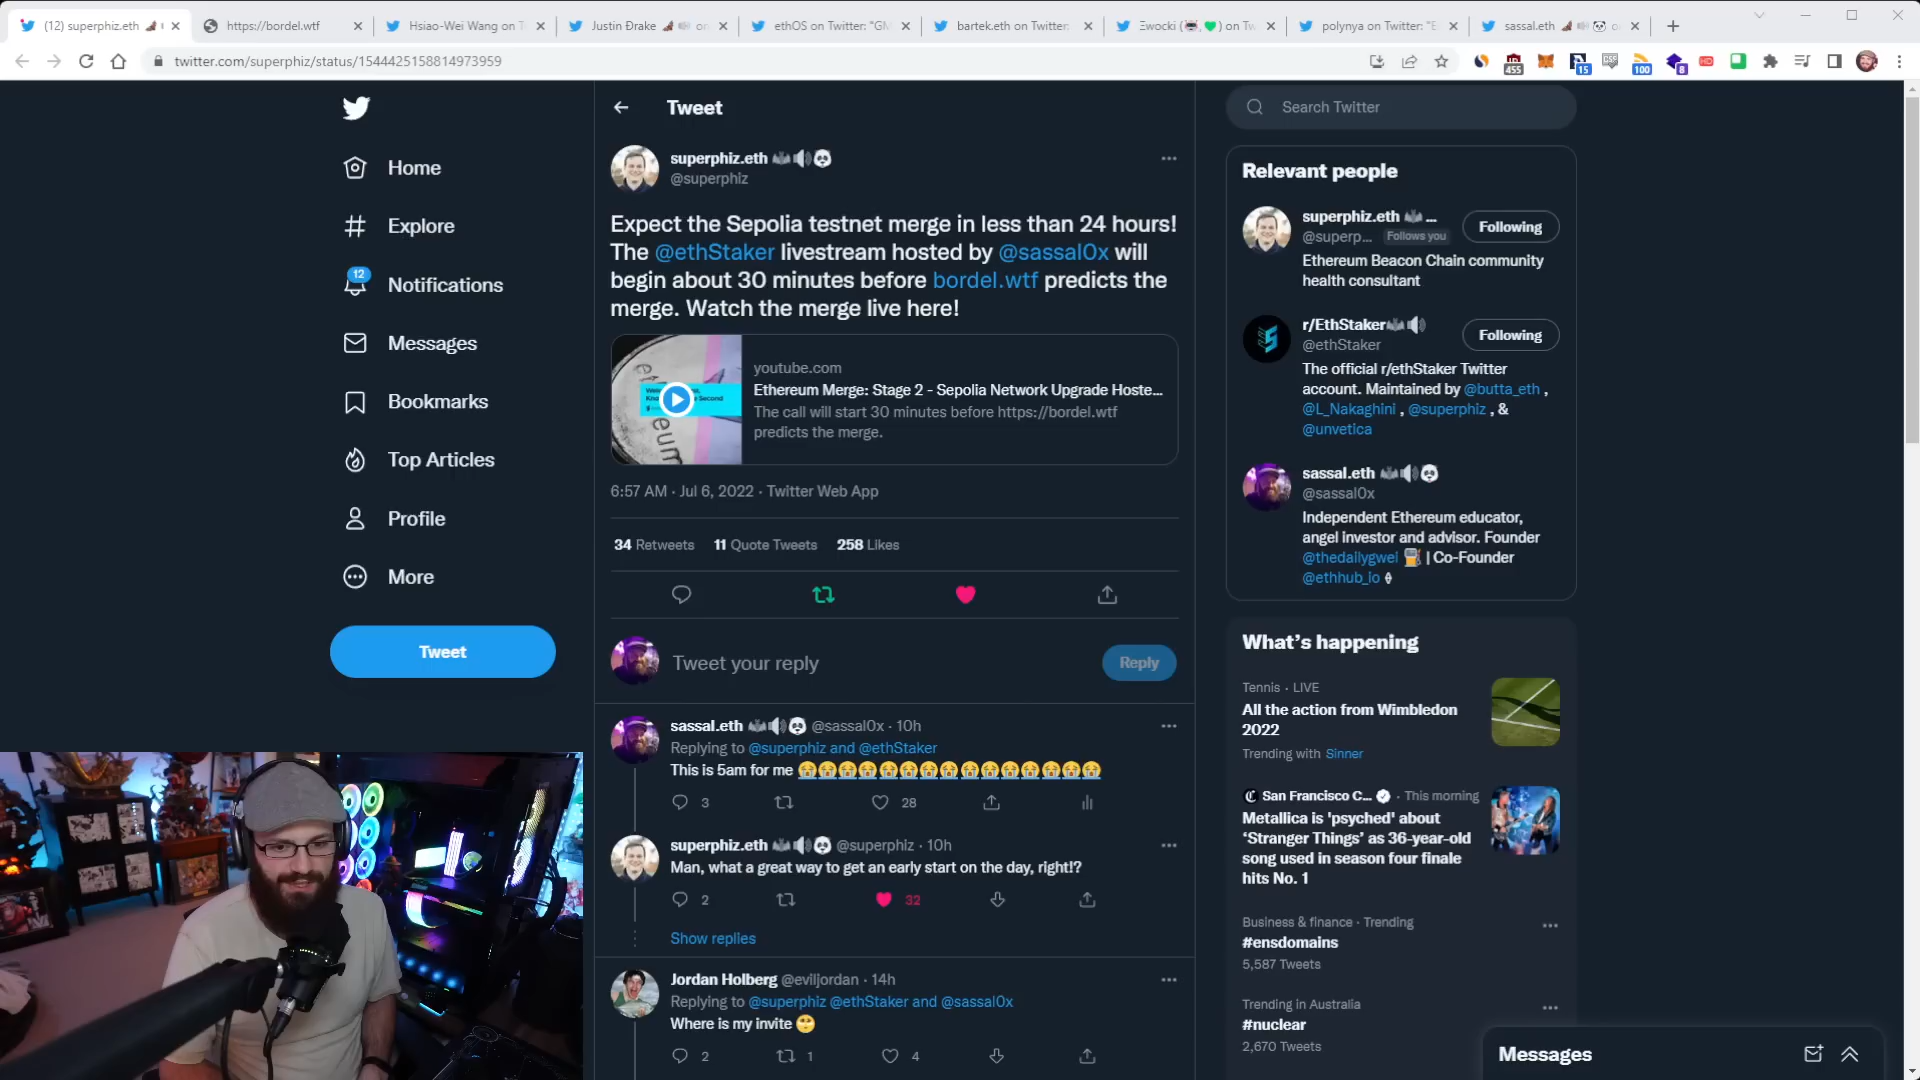 (12) superphiz.eth
https://bordel.wtf
Hsiao-Wei Wang on T
Justin Ðrake
ethOS on Twitter: "GM
bartek.eth on Twitter:
Ξwocki ( ) on Tw
polynya on Twitter: "E
sassal.eth
twitter.com/superphiz/status/1544425158814973959
455
15
100
8
HD
Tweet
Search Twitter
Home
Explore
12
Notifications
Messages
Bookmarks
Top Articles
Profile
More
Tweet
superphiz.eth
@superphiz
Expect the Sepolia testnet merge in less than 24 hours!
The @ethStaker livestream hosted by @sassal0x will
begin about 30 minutes before bordel.wtf predicts the
merge. Watch the merge live here!
youtube.com
Ethereum Merge: Stage 2 - Sepolia Network Upgrade Hoste...
The call will start 30 minutes before https://bordel.wtf
predicts the merge.
6:57 AM · Jul 6, 2022 · Twitter Web App
34 Retweets 11 Quote Tweets 258 Likes
Tweet your reply
Reply
sassal.eth @sassal0x · 10h
Replying to @superphiz and @ethStaker
This is 5am for me 😭😭😭😭😭😭😭😭😭😭😭😭😭😭😭
3 28
superphiz.eth @superphiz · 10h
Man, what a great way to get an early start on the day, right!?
2 32
Show replies
Jordan Holberg @eviljordan · 14h
Replying to @superphiz @ethStaker and @sassal0x
Where is my invite
2 1 4
Relevant people
superphiz.eth ...
@superp... Follows you
Following
Ethereum Beacon Chain community
health consultant
r/EthStaker
@ethStaker
Following
The official r/ethStaker Twitter
account. Maintained by @butta_eth ,
@L_Nakaghini , @superphiz , &
@unvetica
sassal.eth
@sassal0x
Independent Ethereum educator,
angel investor and advisor. Founder
@thedailygwei | Co-Founder
@ethhub_io
What's happening
Tennis · LIVE
All the action from Wimbledon
2022
Trending with Sinner
San Francisco C... · This morning
Metallica is 'psyched' about
'Stranger Things' as 36-year-old
song used in season four finale
hits No. 1
Business & finance · Trending
#ensdomains
5,587 Tweets
Trending in Australia
#nuclear
2,670 Tweets
Messages